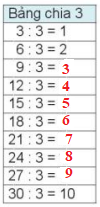 Bảng chia 3
3 : 3 = 1
6 : 3 = 2
9 : 3 = 3
12 : 3 = 4
15 : 3 = 5
18 : 3 = 6
21 : 3 = 7
24 : 3 = 8
27 : 3 = 9
30 : 3 = 10